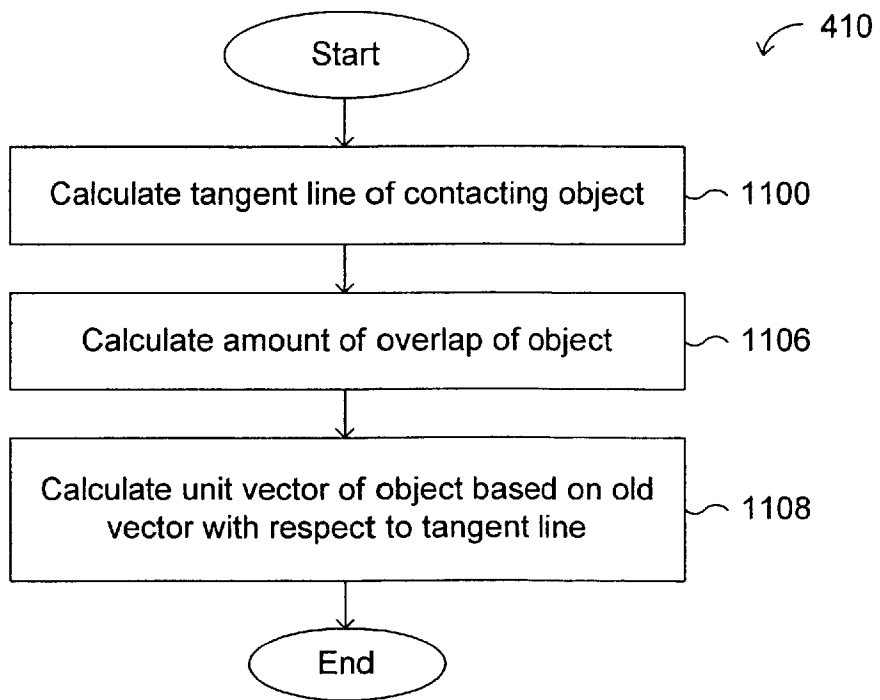 410
Start
Calculate tangent line of contacting object
1100
Calculate amount of overlap of object
1106
Calculate unit vector of object based on old
vector with respect to tangent line
1108
End